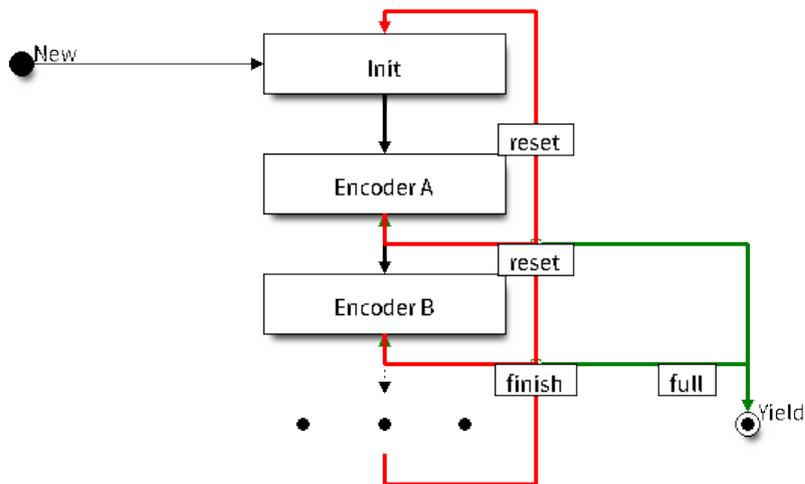 New
Init
reset
Encoder A
reset
Encoder B
finish
full
Yield